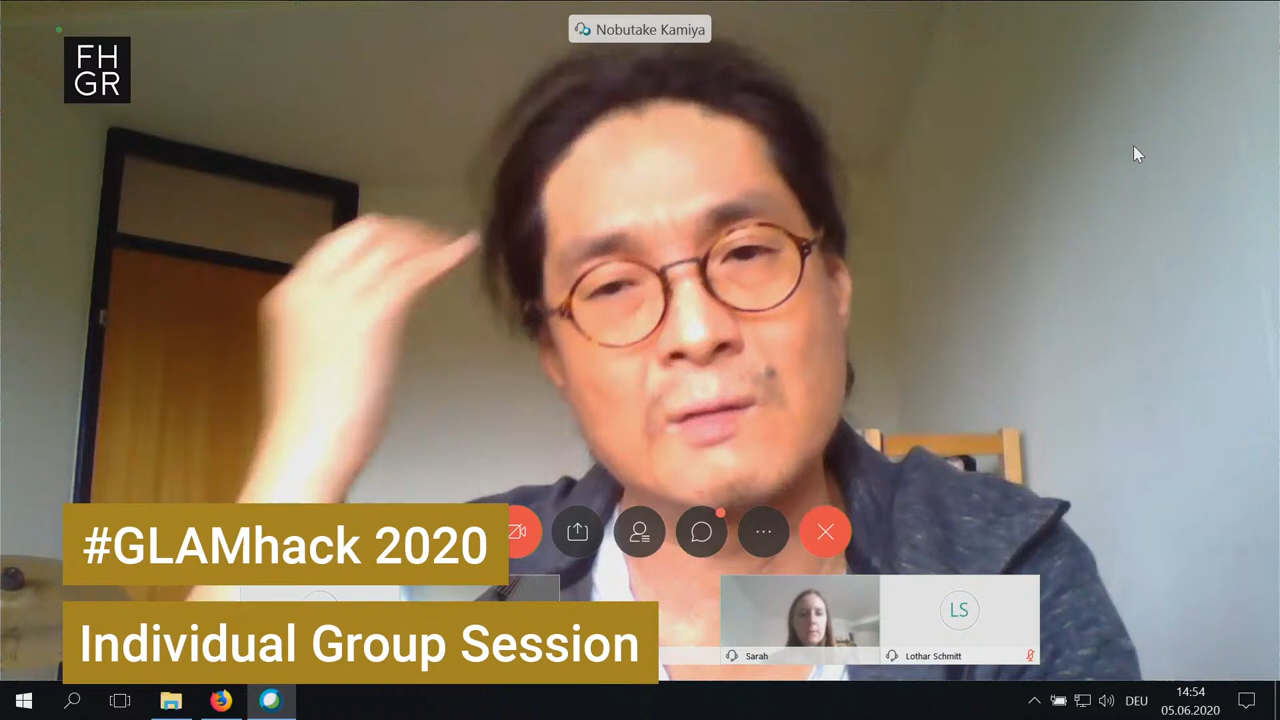 Nobutake Kamiya
FH
GR
#GLAMhack 2020
Individual Group Session
LS
Sarah
Lothar Schmitt
DEU
14:54
05.06.2020